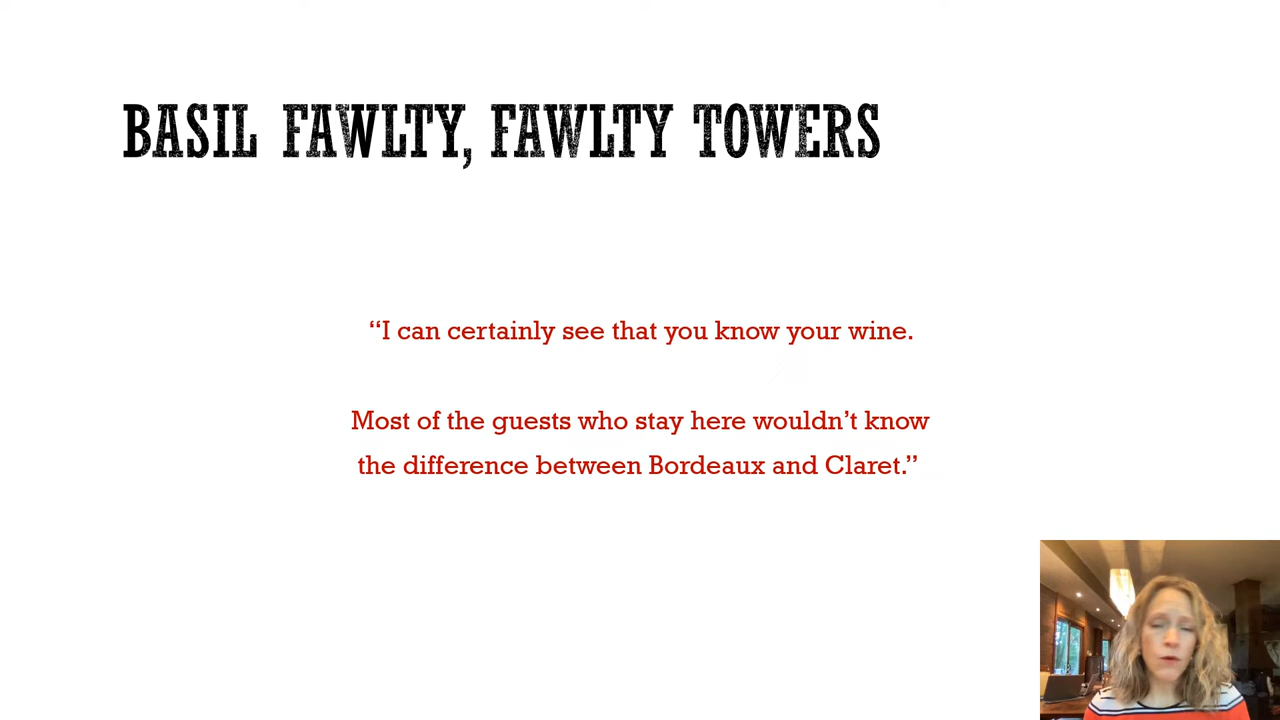 BASIL FAWLTY, FAWLTY TOWERS
“I can certainly see that you know your wine.
Most of the guests who stay here wouldn’t know
the difference between Bordeaux and Claret.”